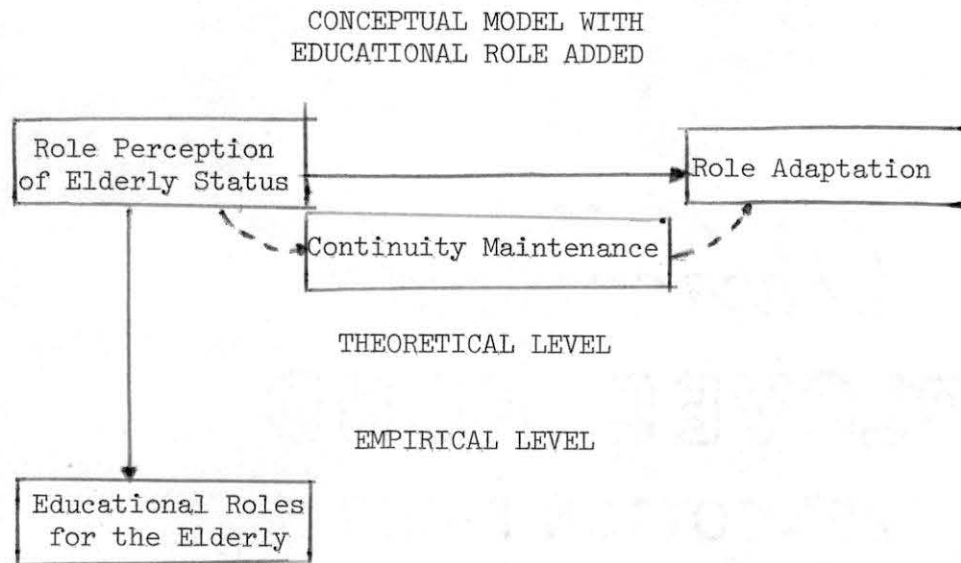 CONCEPTUAL MODEL WITH
EDUCATIONAL ROLE ADDED
Role Perception
of Elderly Status
Role Adaptation
Continuity Maintenance
THEORETICAL LEVEL
EMPIRICAL LEVEL
Educational Roles
for the Elderly